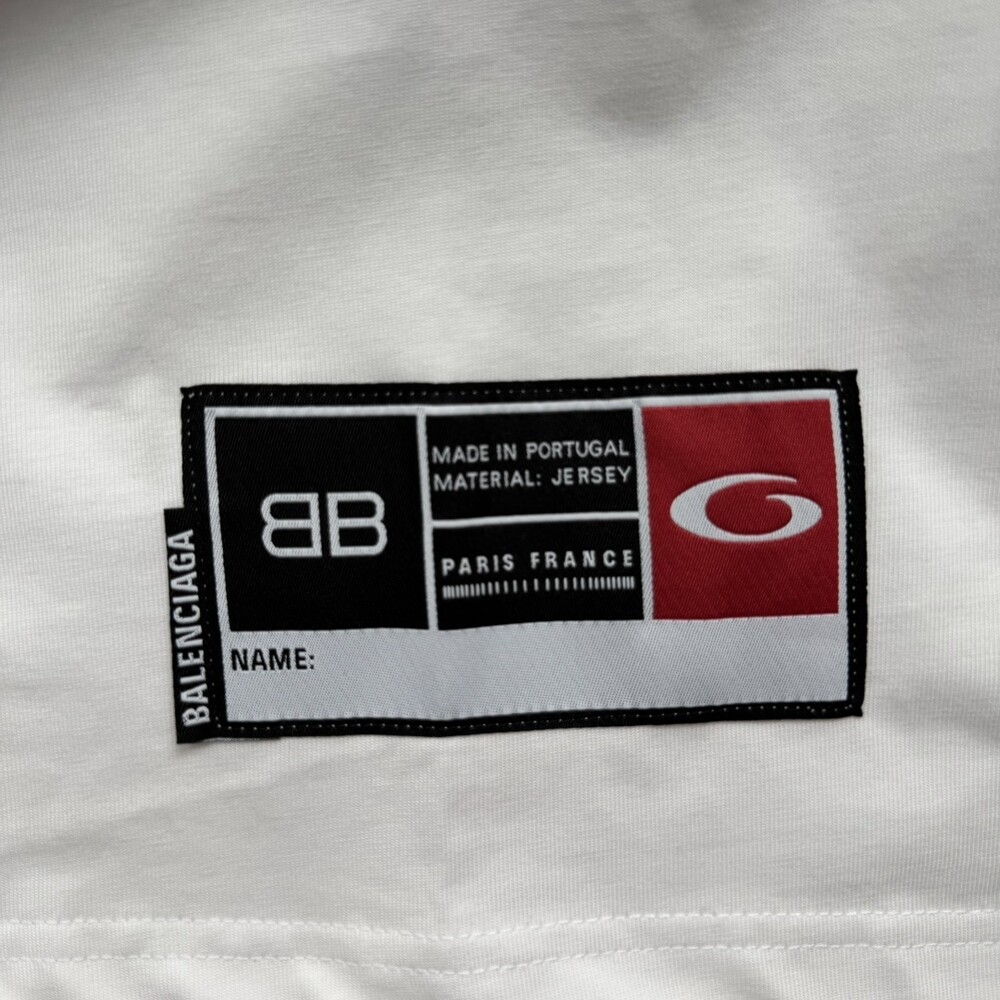 BB
MADE IN PORTUGAL
MATERIAL: JERSEY
PARIS FRANCE
G
NAME:
BALENCIAGA